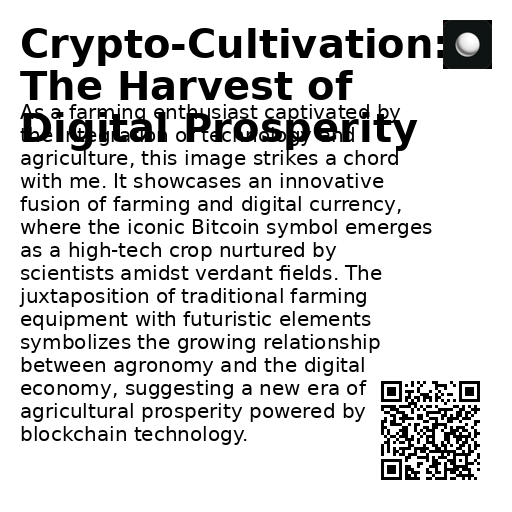 Crypto-Cultivation:
The Harvest of
Digital Prosperity
As a farming enthusiast captivated by
the integration of technology and
agriculture, this image strikes a chord
with me. It showcases an innovative
fusion of farming and digital currency,
where the iconic Bitcoin symbol emerges
as a high-tech crop nurtured by
scientists amidst verdant fields. The
juxtaposition of traditional farming
equipment with futuristic elements
symbolizes the growing relationship
between agronomy and the digital
economy, suggesting a new era of
agricultural prosperity powered by
blockchain technology.